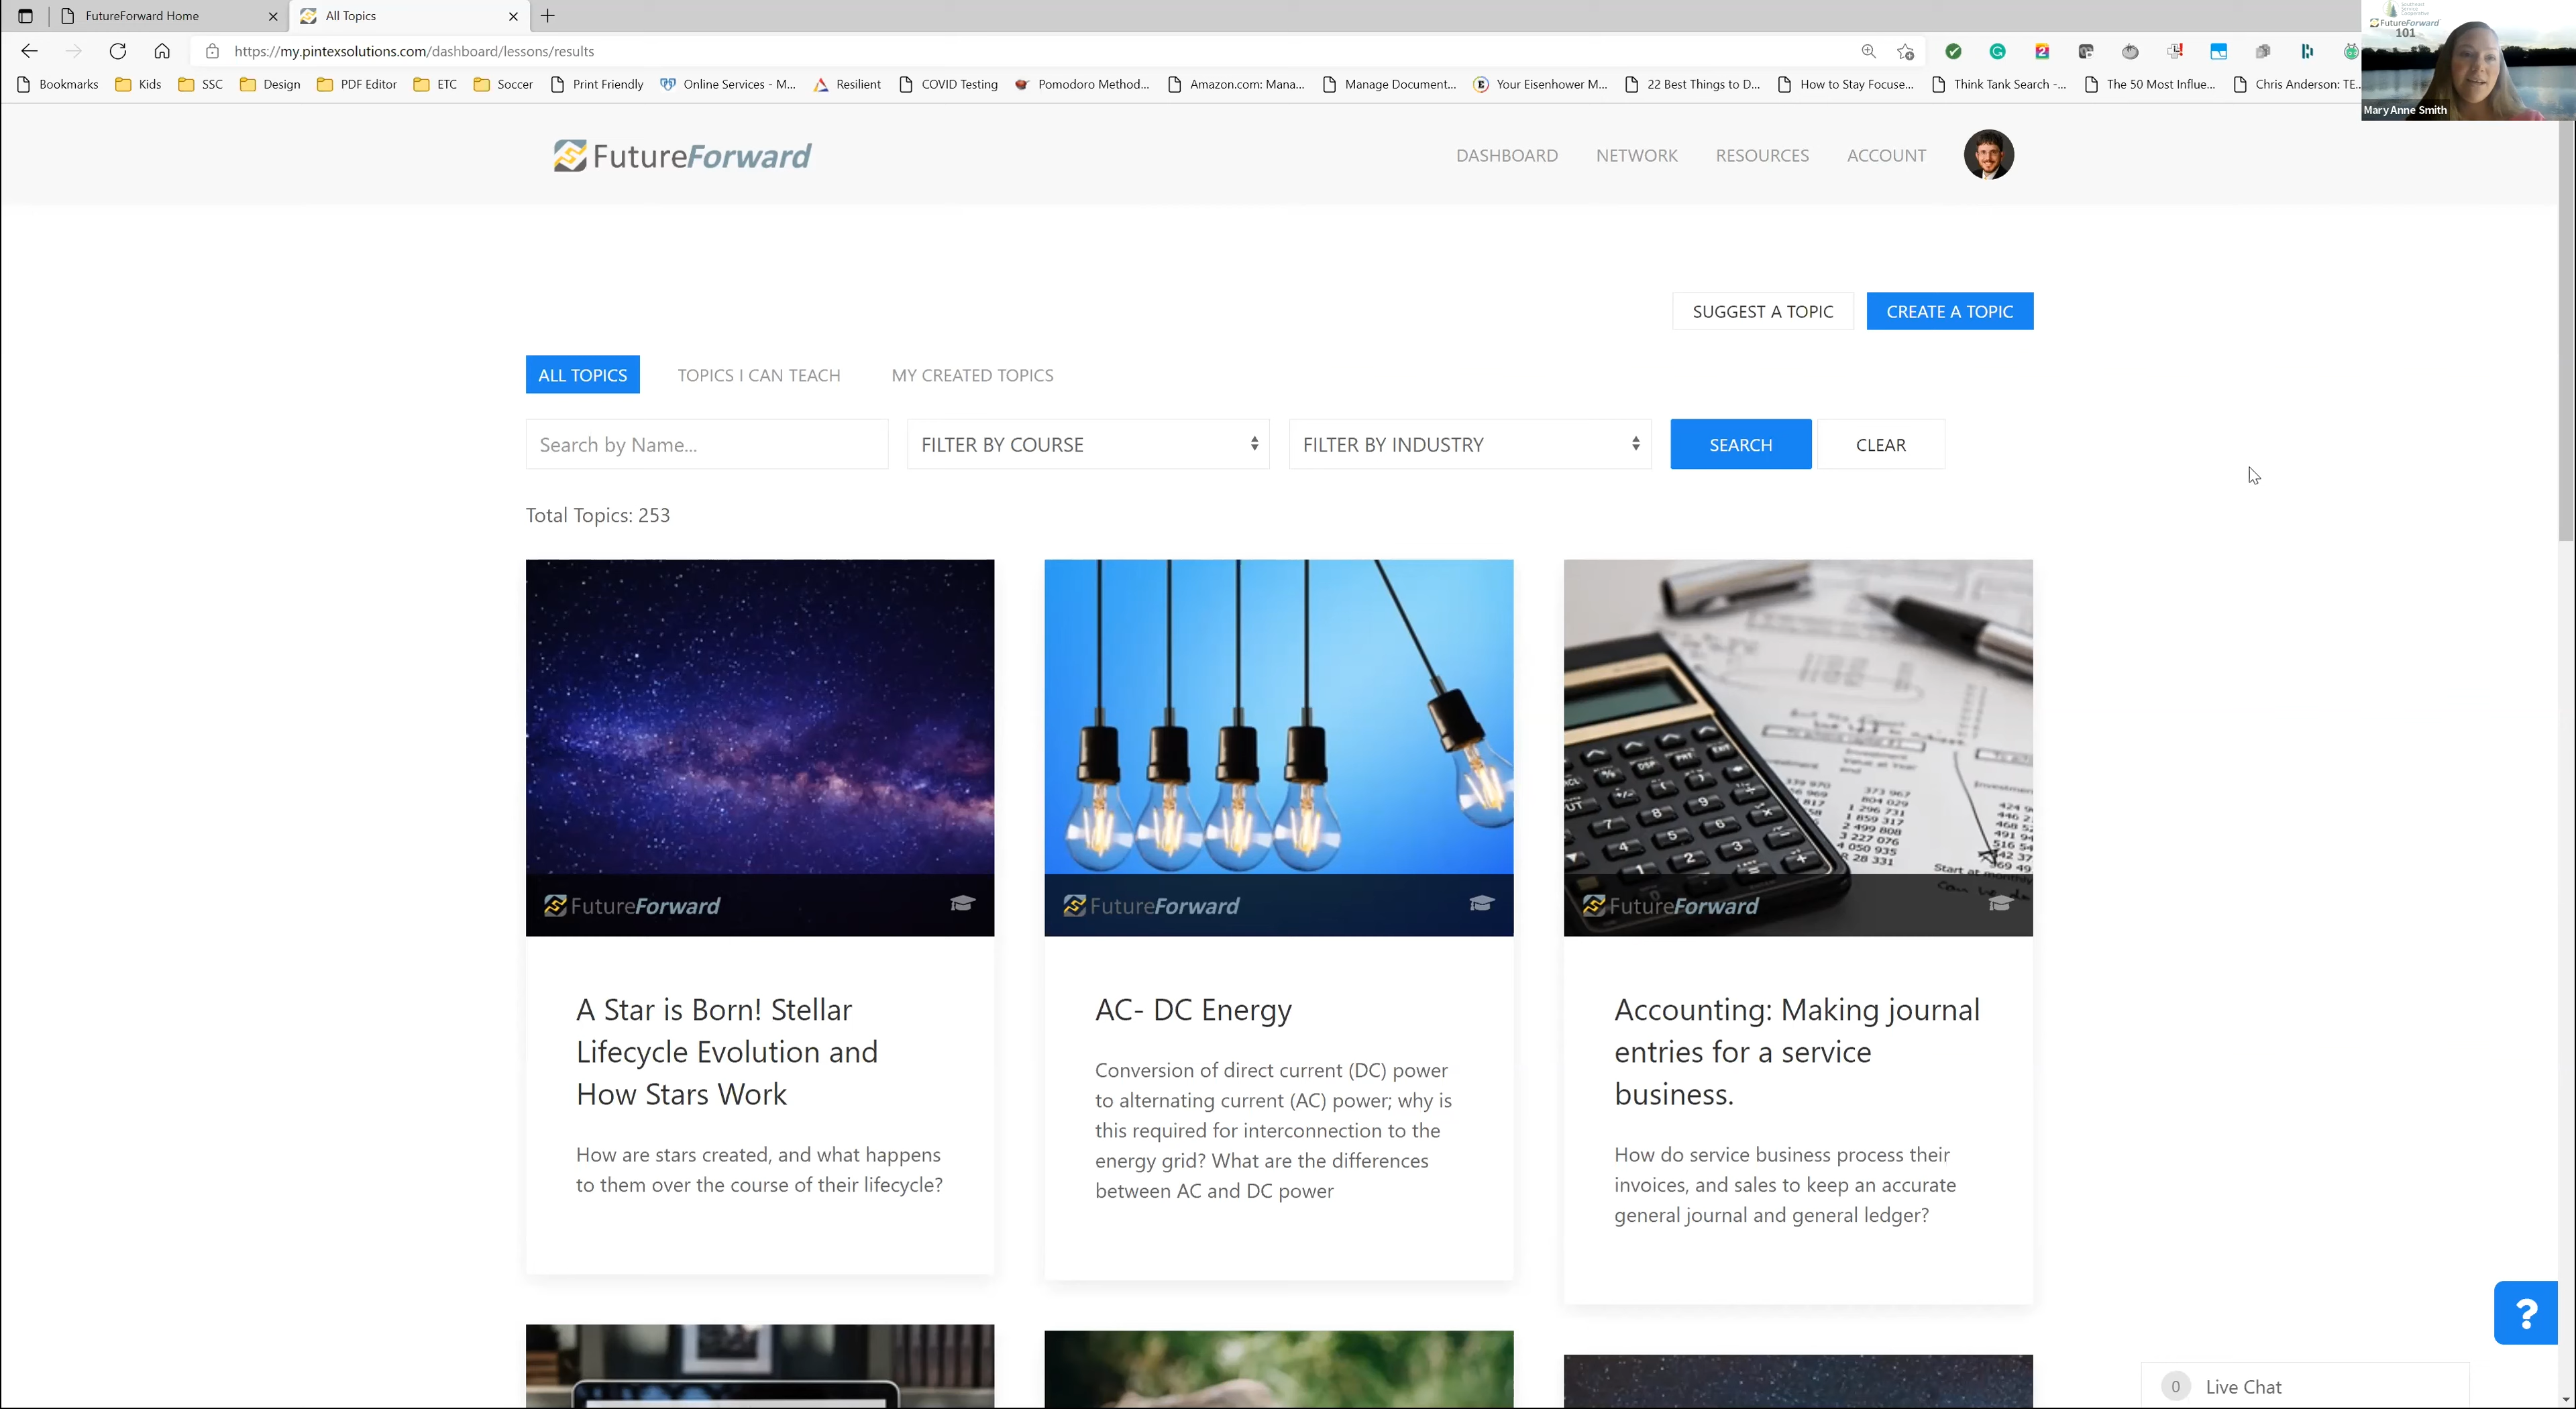 FutureForward Home
All Topics
https://my.pintexsolutions.com/dashboard/lessons/results
Bookmarks
Kids
SSC
Design
PDF Editor
ETC
Soccer
Print Friendly
Online Services - M...
Resilient
COVID Testing
Pomodoro Method...
Amazon.com: Mana...
Manage Document...
Your Eisenhower M...
22 Best Things to D...
How to Stay Focuse...
Think Tank Search -...
The 50 Most Influe...
Chris Anderson: TE...
Southeast
Service
Cooperative
FutureForward
101
Mary Anne Smith
FutureForward
DASHBOARD
NETWORK
RESOURCES
ACCOUNT
SUGGEST A TOPIC
CREATE A TOPIC
ALL TOPICS
TOPICS I CAN TEACH
MY CREATED TOPICS
Search by Name...
FILTER BY COURSE
FILTER BY INDUSTRY
SEARCH
CLEAR
Total Topics: 253
FutureForward
A Star is Born! Stellar
Lifecycle Evolution and
How Stars Work
How are stars created, and what happens
to them over the course of their lifecycle?
FutureForward
AC- DC Energy
Conversion of direct current (DC) power
to alternating current (AC) power; why is
this required for interconnection to the
energy grid? What are the differences
between AC and DC power
FutureForward
Accounting: Making journal
entries for a service
business.
How do service business process their
invoices, and sales to keep an accurate
general journal and general ledger?
?
0
Live Chat